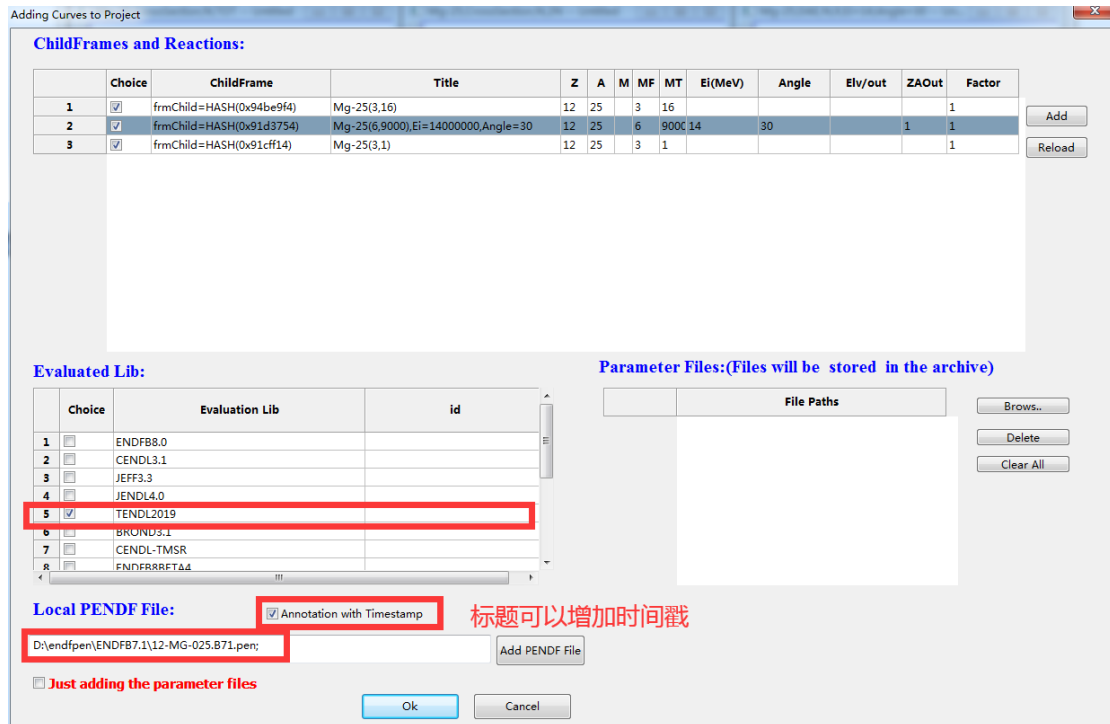 Adding Curves to Project
ChildFrames and Reactions:
Choice ChildFrame Title Z A M MF MT Ei(MeV) Angle Elv/out ZAOut Factor
1 frmChild=HASH(0x94be9f4) Mg-25(3,16) 12 25 3 16 1
2 frmChild=HASH(0x91d3754) Mg-25(6,9000),Ei=14000000,Angle=30 12 25 6 900C 14 30 1 1
3 frmChild=HASH(0x91cff14) Mg-25(3,1) 12 25 3 1 1
Add
Reload
Evaluated Lib:
Choice Evaluation Lib id
1 ENDFB8.0
2 CENDL3.1
3 JEFF3.3
4 JENDL4.0
5 TENDL2019
6 BROND3.1
7 CENDL-TMSR
8 ENDFB8BETA4
Parameter Files:(Files will be stored in the archive)
File Paths
Brows..
Delete
Clear All
Local PENDF File:
Annotation with Timestamp
标题可以增加时间戳
D:\endfpen\ENDFB7.1\12-MG-025.B71.pen;
Add PENDF File
Just adding the parameter files
Ok
Cancel